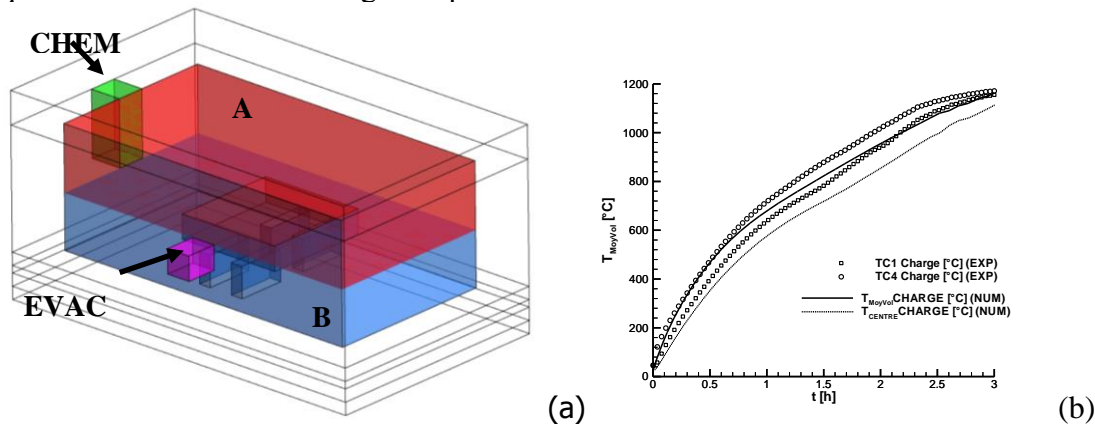 CHEM
A
EVAC
B
(a)
T_MoyVol [°C]
1200
1000
800
600
400
200
0
0
0.5
1
1.5
2
2.5
3
t [h]
TC1 Charge [°C] (EXP)
TC4 Charge [°C] (EXP)
T_MoyVol CHARGE [°C] (NUM)
T_CENTRE CHARGE [°C] (NUM)
(b)